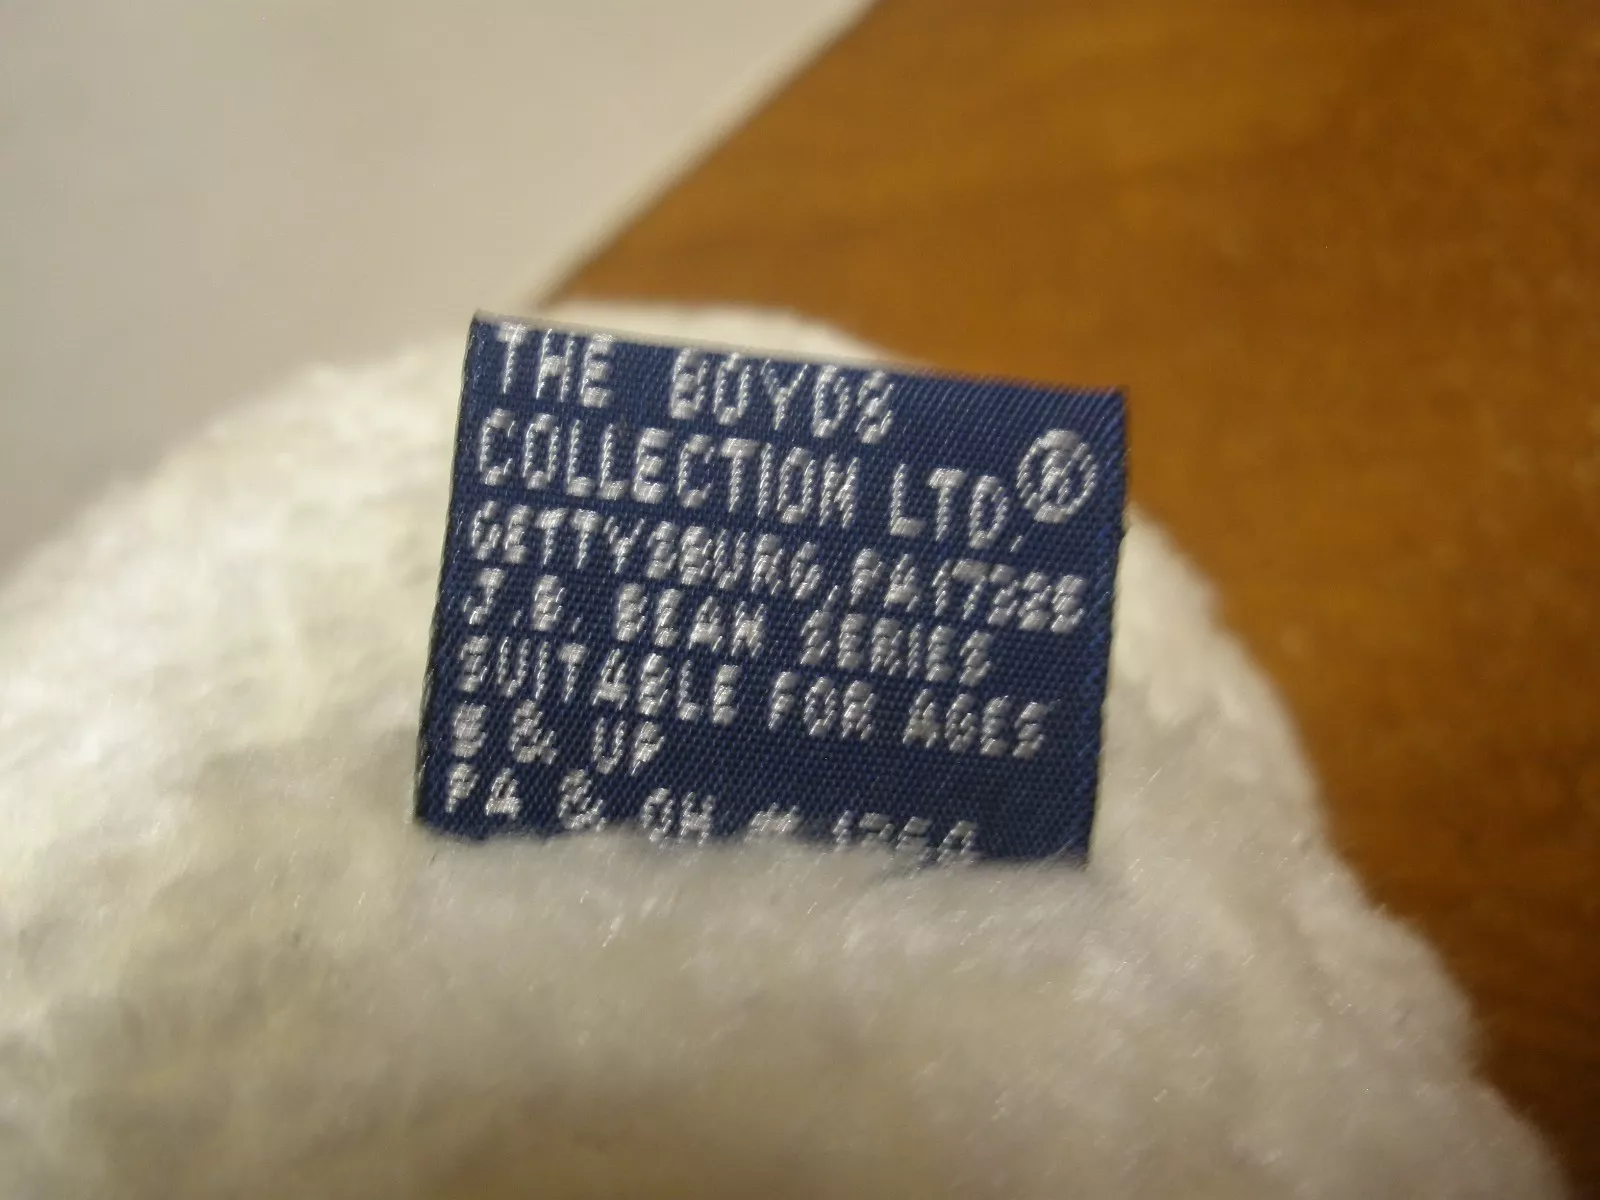 THE BOYDS
COLLECTION LTD.®
GETTYSBURG, PA 17325
J.B. BEAN SERIES
SUITABLE FOR AGES
& UP
PA & OH #